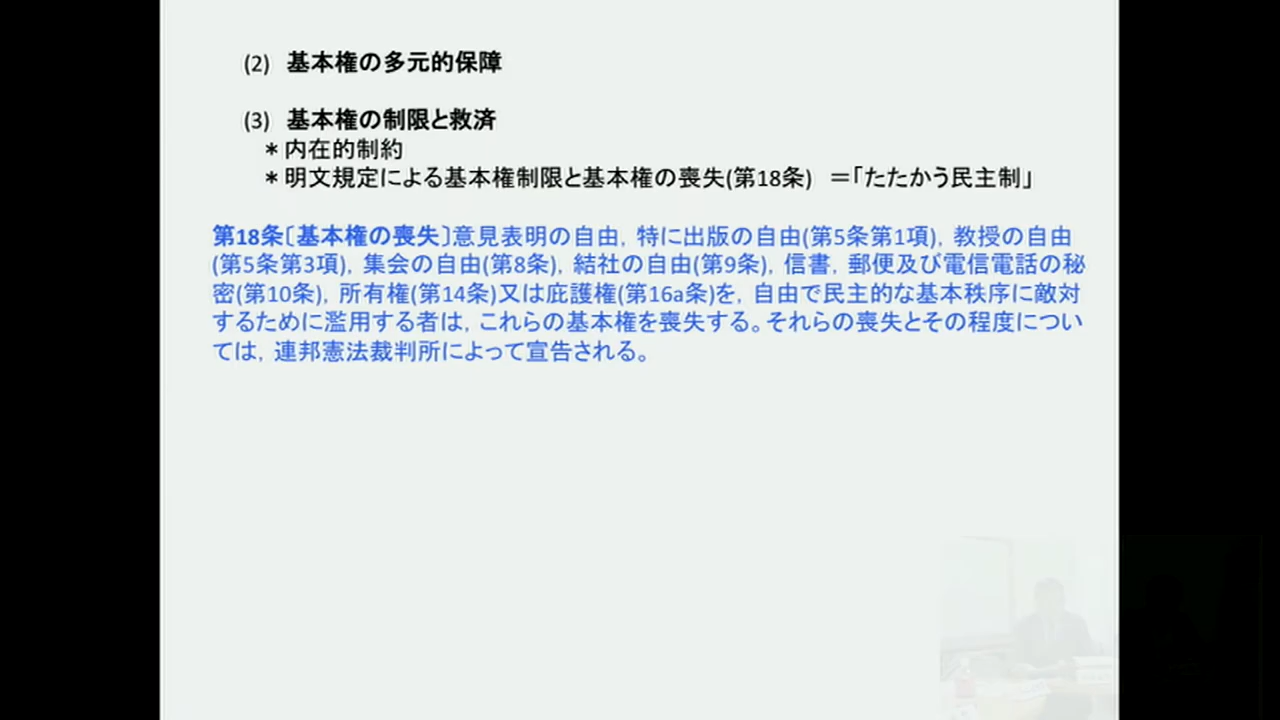 (2) 基本権の多元的保障
(3) 基本権の制限と救済
＊内在的制約
＊明文規定による基本権制限と基本権の喪失(第18条) ＝「たたかう民主制」
第18条〔基本権の喪失〕意見表明の自由, 特に出版の自由(第5条第1項), 教授の自由
(第5条第3項), 集会の自由(第8条), 結社の自由(第9条), 信書, 郵便及び電信電話の秘
密(第10条), 所有権(第14条)又は庇護権(第16a条)を, 自由で民主的な基本秩序に敵対
するために濫用する者は, これらの基本権を喪失する。それらの喪失とその程度につい
ては, 連邦憲法裁判所によって宣告される。